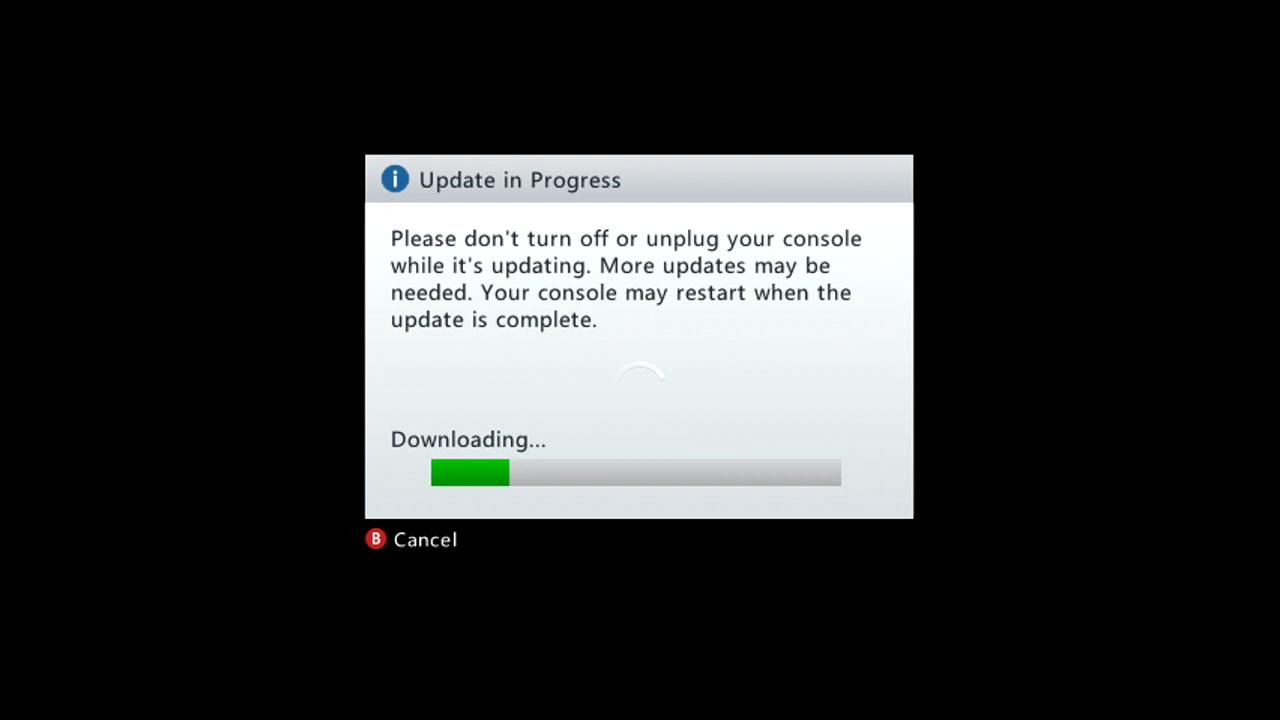 i Update in Progress
Please don't turn off or unplug your console
while it's updating. More updates may be
needed. Your console may restart when the
update is complete.
Downloading...
B Cancel